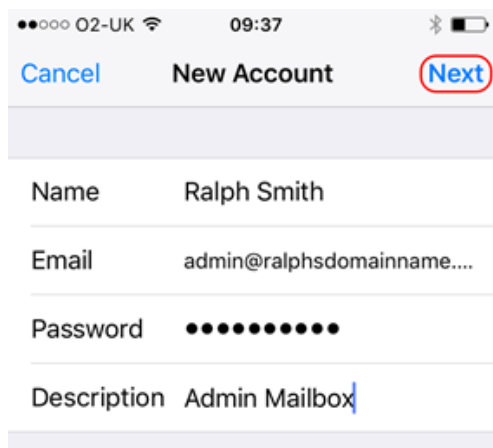 O2-UK 09:37
Cancel New Account Next
Name Ralph Smith
Email admin@ralphsdomainname....
Password ●●●●●●●●●●
Description Admin Mailbox